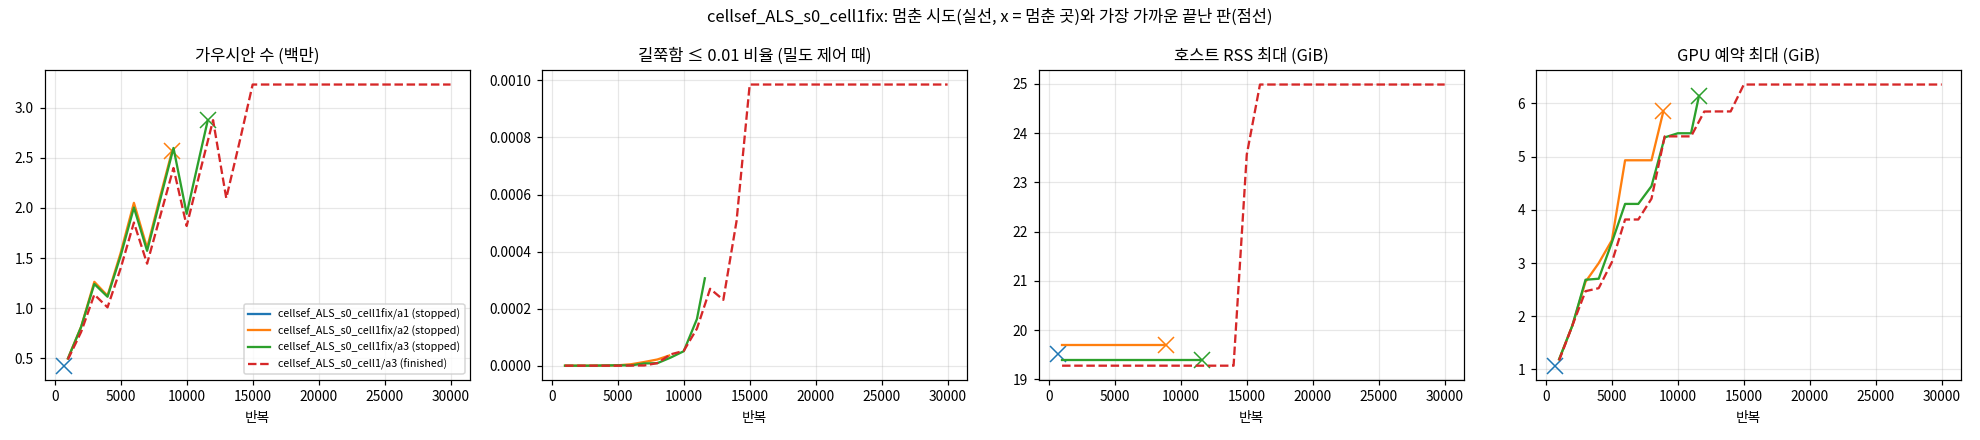 cellsef_ALS_s0_cell1fix: 멈춘 시도(실선, x = 멈춘 곳)와 가장 가까운 끝난 판(점선)
가우시안 수 (백만)
3.0
2.5
2.0
1.5
1.0
0.5
0 5000 10000 15000 20000 25000 30000
반복
cellsef_ALS_s0_cell1fix/a1 (stopped)
cellsef_ALS_s0_cell1fix/a2 (stopped)
cellsef_ALS_s0_cell1fix/a3 (stopped)
cellsef_ALS_s0_cell1/a3 (finished)
길쭉함 ≤ 0.01 비율 (밀도 제어 때)
0.0010
0.0008
0.0006
0.0004
0.0002
0.0000
0 5000 10000 15000 20000 25000 30000
반복
호스트 RSS 최대 (GiB)
25
24
23
22
21
20
19
0 5000 10000 15000 20000 25000 30000
반복
GPU 예약 최대 (GiB)
6
5
4
3
2
1
0 5000 10000 15000 20000 25000 30000
반복